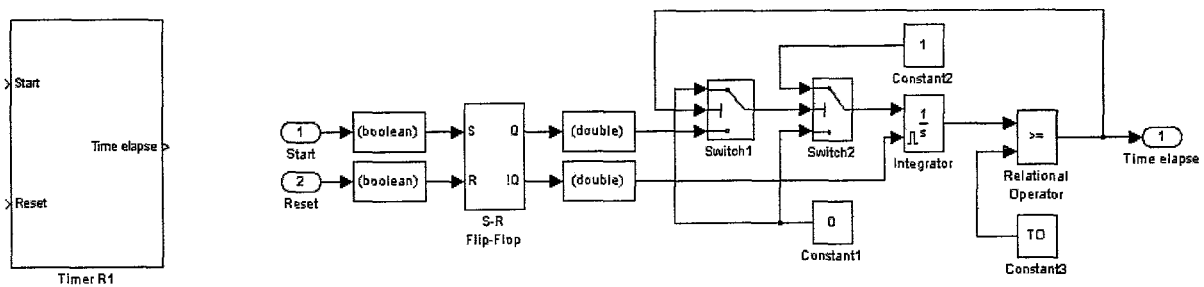 Start
Time elapse
Reset
Timer R1
1
Start
2
Reset
(boolean)
(boolean)
S
Q
R
!Q
S-R
Flip-Flop
(double)
(double)
Switch1
Switch2
1
Constant2
0
Constant1
1
s
Integrator
>=
Relational
Operator
TD
Constant3
1
Time elapse